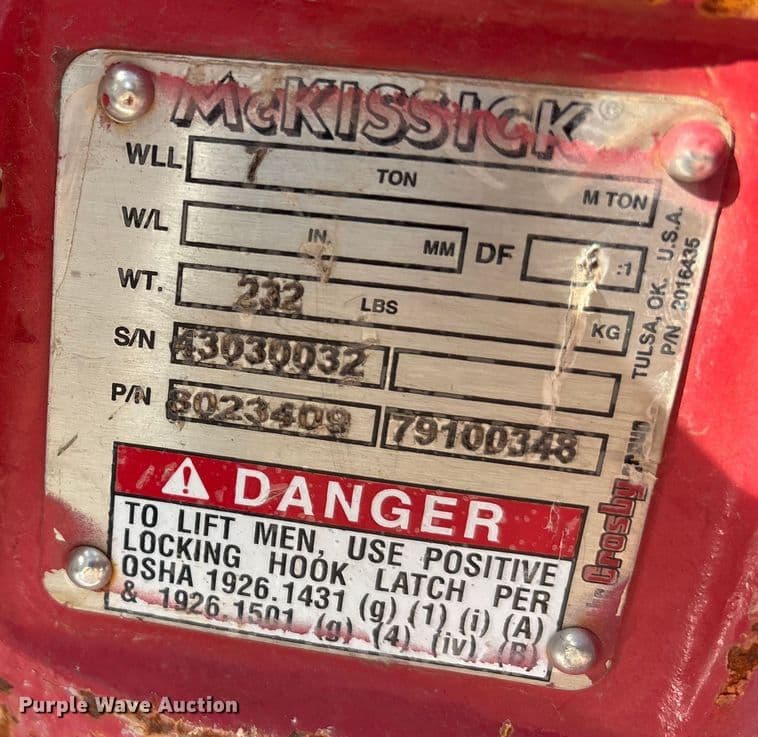 McKISSICK®
WLL 7 TON M TON
W/L IN. MM DF :1
WT. 232 LBS KG
S/N 43030032
P/N 8023409 79100348
TULSA, OK. U.S.A.
P/N 2016435
THE Crosby GROUP
DANGER
TO LIFT MEN, USE POSITIVE
LOCKING HOOK LATCH PER
OSHA 1926.1431 (g) (1) (i) (A)
& 1926.1501 (g) (4) (iv) (B)
Purple Wave Auction